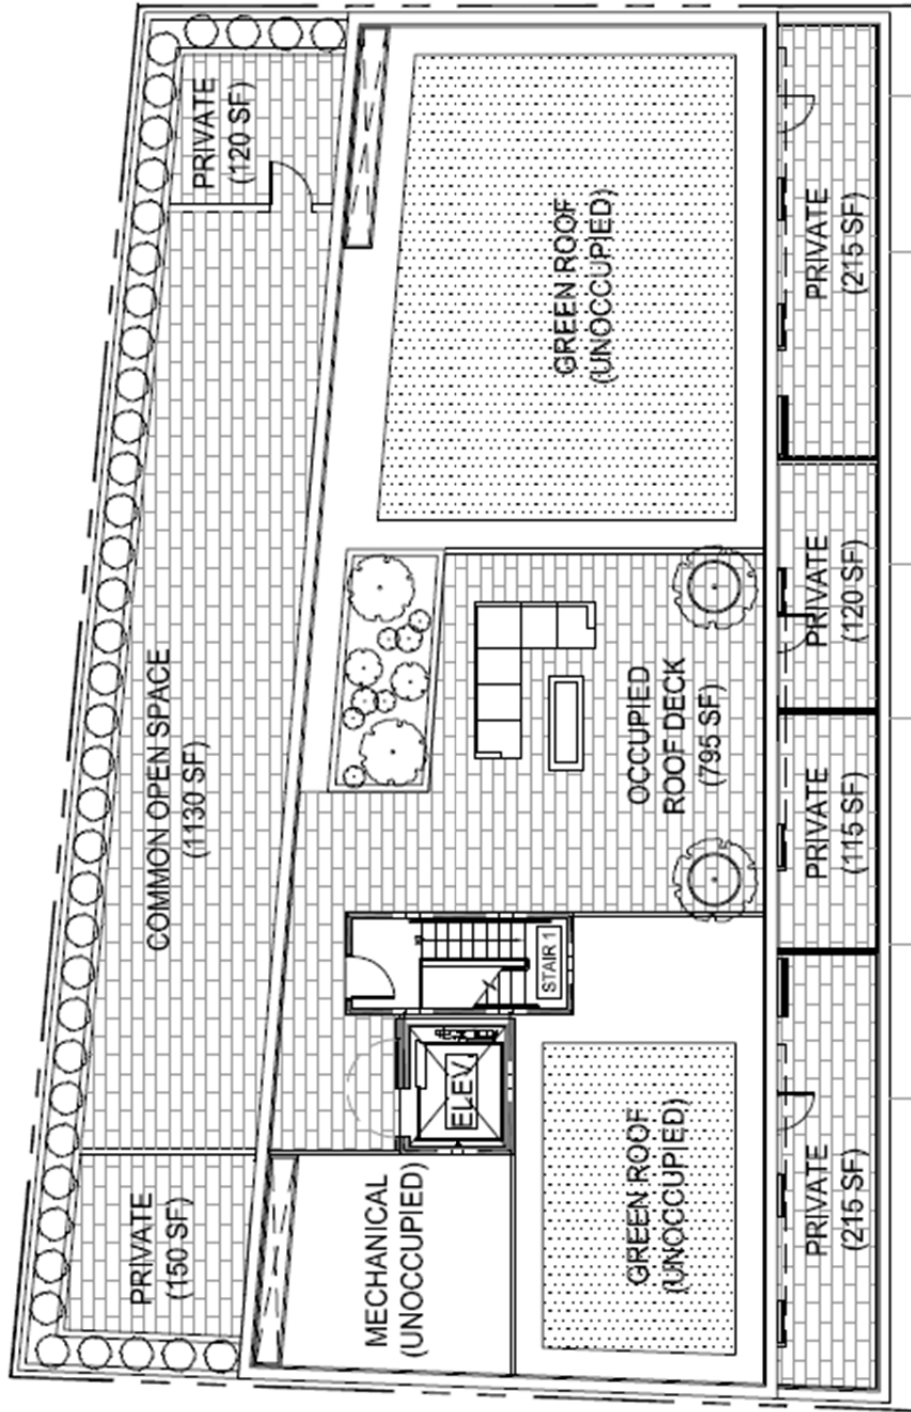 PRIVATE
(120 SF)
COMMON OPEN SPACE
(1130 SF)
PRIVATE
(150 SF)
GREEN ROOF
(UNOCCUPIED)
OCCUPIED
ROOF DECK
(795 SF)
STAIR 1
ELEV.
MECHANICAL
(UNOCCUPIED)
GREEN ROOF
(UNOCCUPIED)
PRIVATE
(215 SF)
PRIVATE
(120 SF)
PRIVATE
(115 SF)
PRIVATE
(215 SF)